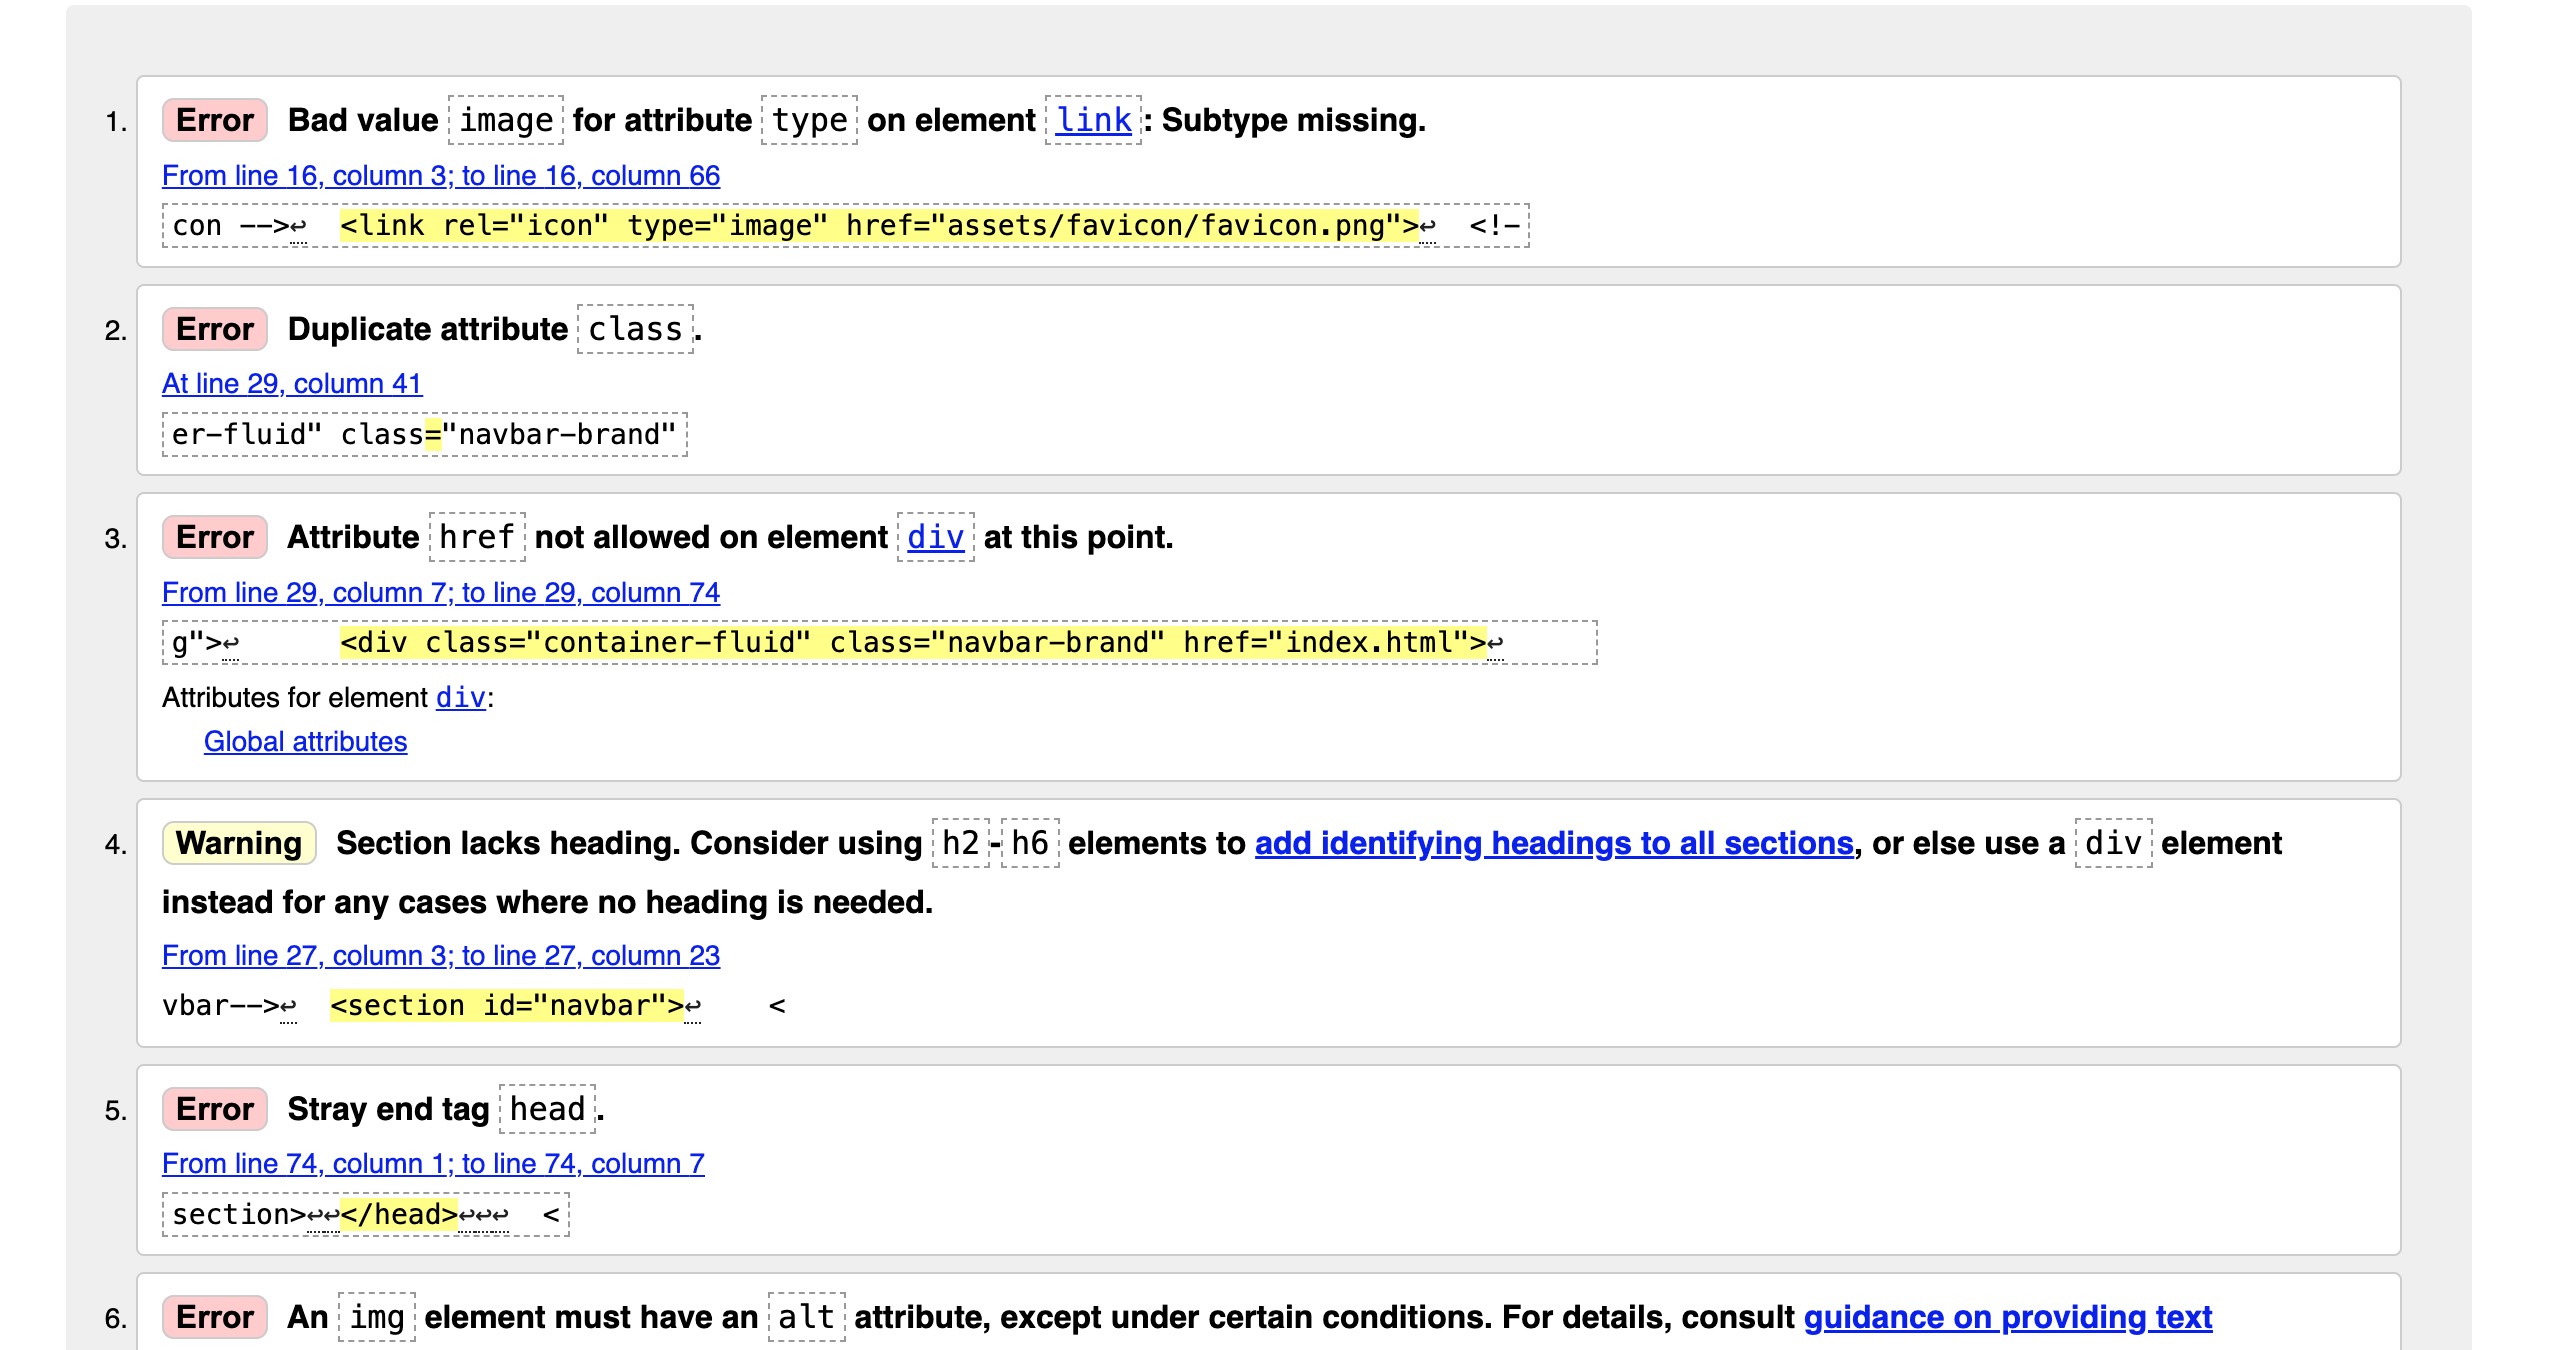 1. Error Bad value image for attribute type on element link: Subtype missing.
From line 16, column 3; to line 16, column 66
con -->↩  <link rel="icon" type="image" href="assets/favicon/favicon.png">↩  <!-
2. Error Duplicate attribute class.
At line 29, column 41
er-fluid" class="navbar-brand"
3. Error Attribute href not allowed on element div at this point.
From line 29, column 7; to line 29, column 74
g">↩      <div class="container-fluid" class="navbar-brand" href="index.html">↩
Attributes for element div:
Global attributes
4. Warning Section lacks heading. Consider using h2-h6 elements to add identifying headings to all sections, or else use a div element
instead for any cases where no heading is needed.
From line 27, column 3; to line 27, column 23
vbar-->↩  <section id="navbar">↩    <
5. Error Stray end tag head.
From line 74, column 1; to line 74, column 7
section>↩↩</head>↩↩↩  <
6. Error An img element must have an alt attribute, except under certain conditions. For details, consult guidance on providing text